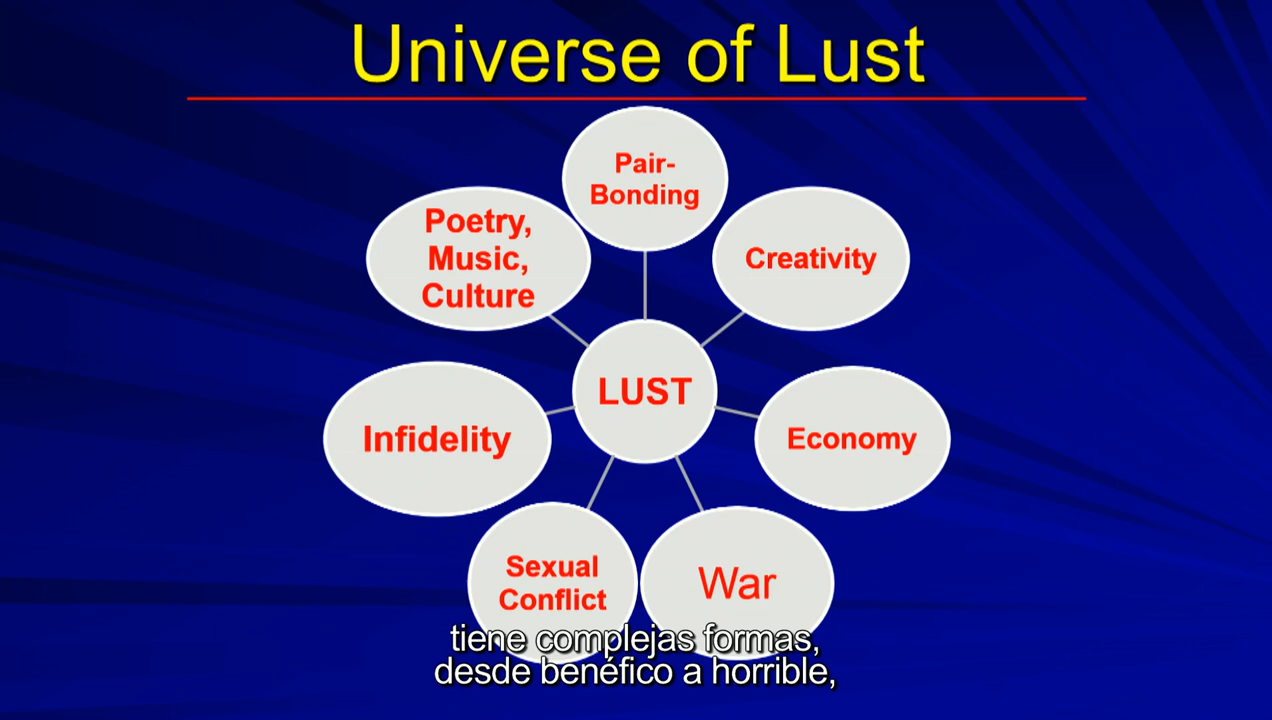 Universe of Lust
Pair-
Bonding
Poetry,
Music,
Culture
Creativity
LUST
Infidelity
Economy
Sexual
Conflict
War
tiene complejas formas,
desde benéfico a horrible,